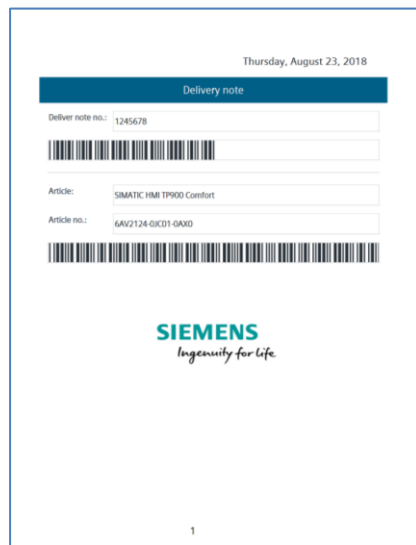 Thursday, August 23, 2018
Delivery note
Deliver note no.: 1245678
Article: SIMATIC HMI TP900 Comfort
Article no.: 6AV2124-0JC01-0AX0
SIEMENS
Ingenuity for life
1